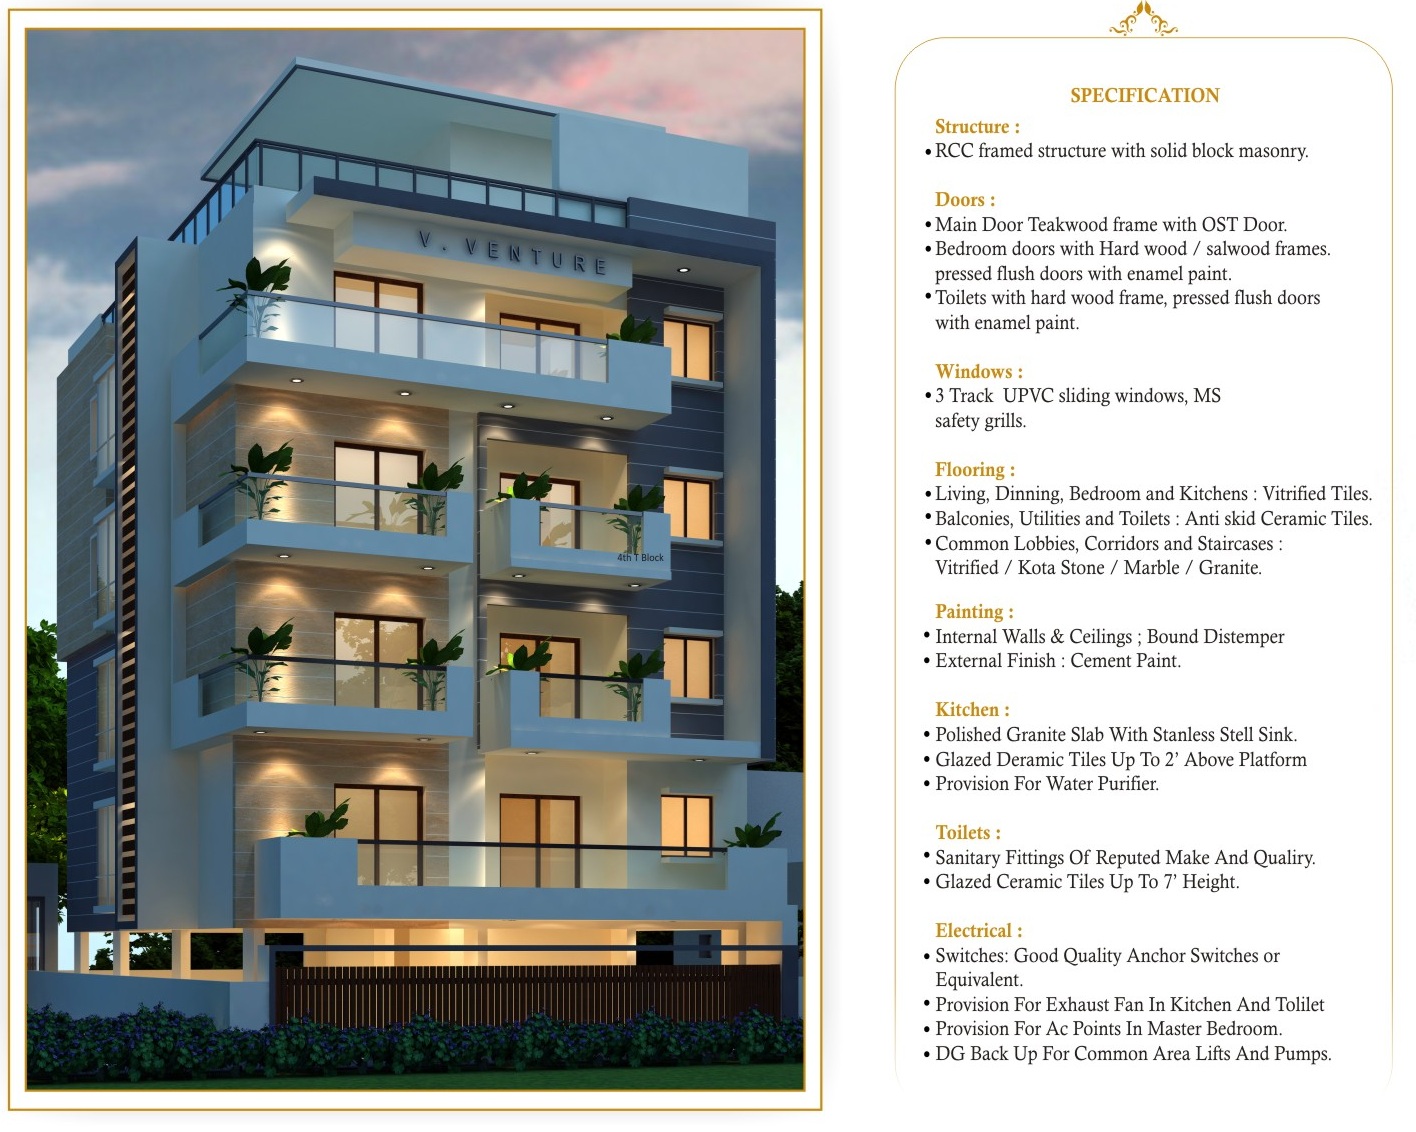 V. VENTURE
4th T Block
SPECIFICATION
Structure :
• RCC framed structure with solid block masonry.
Doors :
• Main Door Teakwood frame with OST Door.
• Bedroom doors with Hard wood / salwood frames.
pressed flush doors with enamel paint.
• Toilets with hard wood frame, pressed flush doors
with enamel paint.
Windows :
• 3 Track UPVC sliding windows, MS
safety grills.
Flooring :
• Living, Dinning, Bedroom and Kitchens : Vitrified Tiles.
• Balconies, Utilities and Toilets : Anti skid Ceramic Tiles.
• Common Lobbies, Corridors and Staircases :
Vitrified / Kota Stone / Marble / Granite.
Painting :
• Internal Walls & Ceilings ; Bound Distemper
• External Finish : Cement Paint.
Kitchen :
• Polished Granite Slab With Stanless Stell Sink.
• Glazed Deramic Tiles Up To 2’ Above Platform
• Provision For Water Purifier.
Toilets :
• Sanitary Fittings Of Reputed Make And Qualiry.
• Glazed Ceramic Tiles Up To 7’ Height.
Electrical :
• Switches: Good Quality Anchor Switches or
Equivalent.
• Provision For Exhaust Fan In Kitchen And Tolilet
• Provision For Ac Points In Master Bedroom.
• DG Back Up For Common Area Lifts And Pumps.